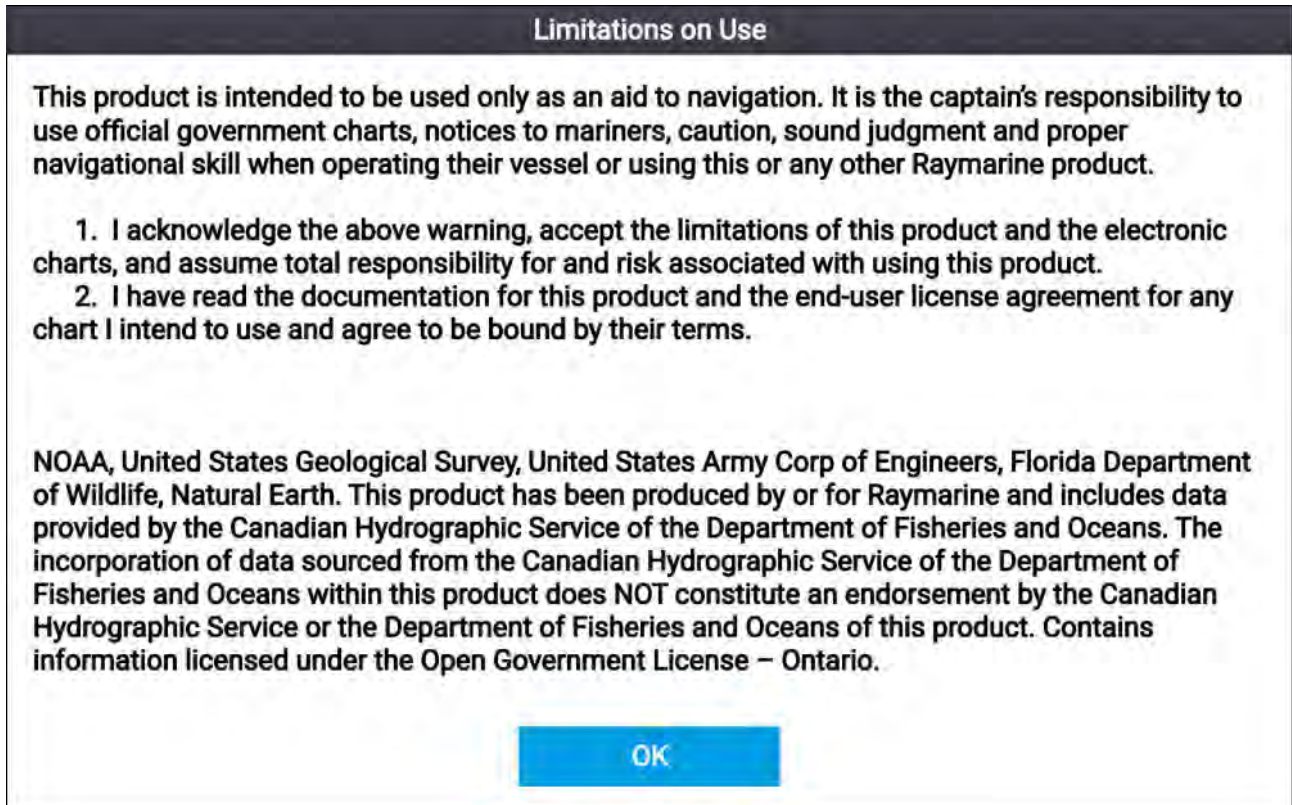 Limitations on Use
This product is intended to be used only as an aid to navigation. It is the captain's responsibility to
use official government charts, notices to mariners, caution, sound judgment and proper
navigational skill when operating their vessel or using this or any other Raymarine product.
1. I acknowledge the above warning, accept the limitations of this product and the electronic
charts, and assume total responsibility for and risk associated with using this product.
2. I have read the documentation for this product and the end-user license agreement for any
chart I intend to use and agree to be bound by their terms.
NOAA, United States Geological Survey, United States Army Corp of Engineers, Florida Department
of Wildlife, Natural Earth. This product has been produced by or for Raymarine and includes data
provided by the Canadian Hydrographic Service of the Department of Fisheries and Oceans. The
incorporation of data sourced from the Canadian Hydrographic Service of the Department of
Fisheries and Oceans within this product does NOT constitute an endorsement by the Canadian
Hydrographic Service or the Department of Fisheries and Oceans of this product. Contains
information licensed under the Open Government License – Ontario.
OK